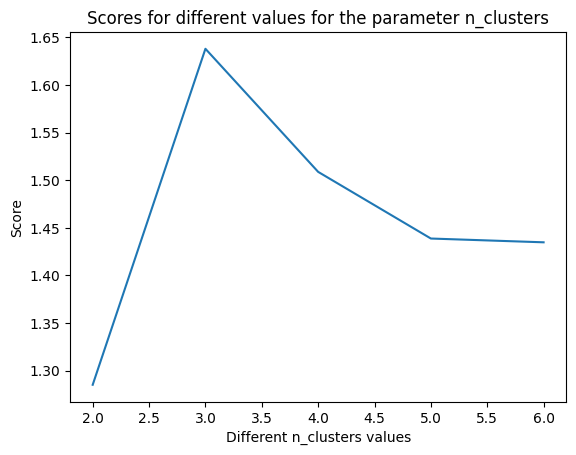 Scores for different values for the parameter n_clusters
1.65
1.60
1.55
1.50
1.45
1.40
1.35
1.30
Score
2.0 2.5 3.0 3.5 4.0 4.5 5.0 5.5 6.0
Different n_clusters values